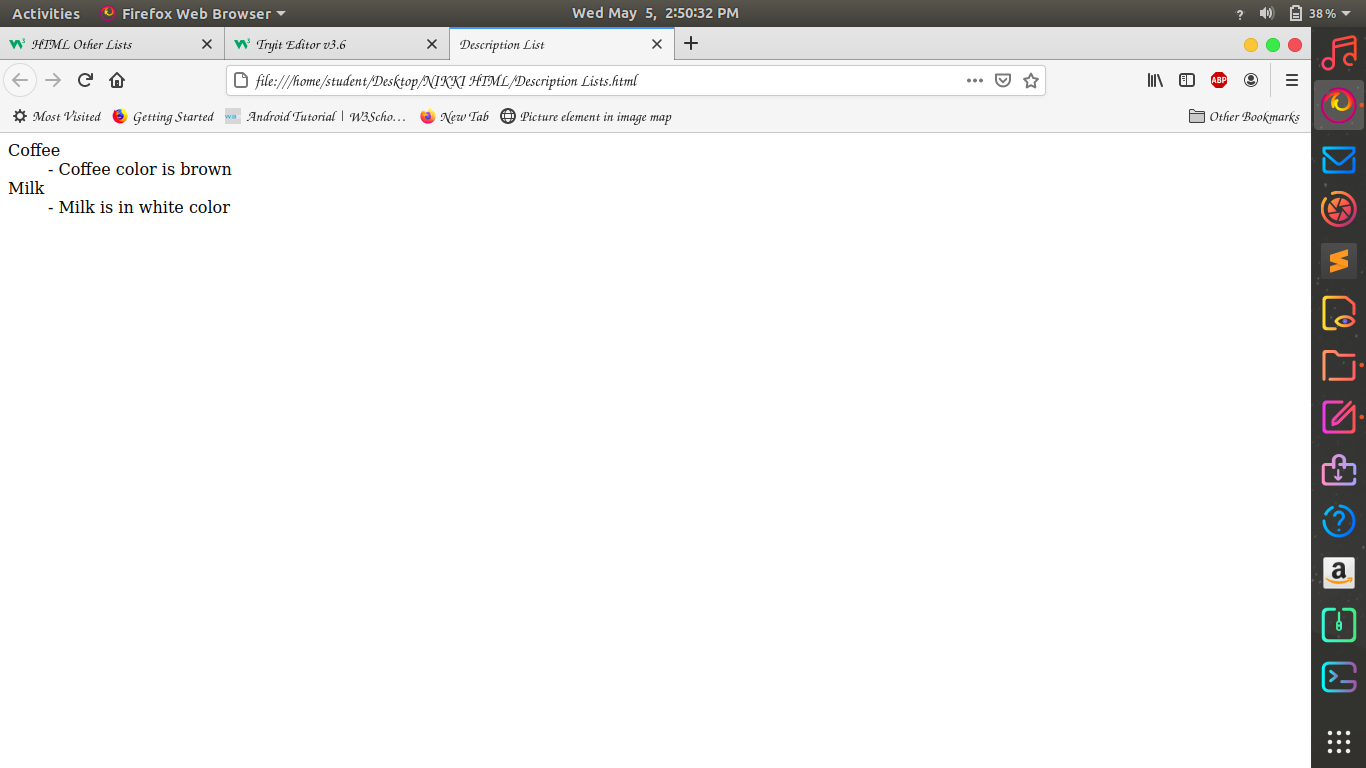 Activities Firefox Web Browser Wed May 5, 2:50:32 PM ? 38%
HTML Other Lists Tryit Editor v3.6 Description List
file:///home/student/Desktop/NIKKI HTML/Description Lists.html ABP
Most Visited Getting Started Android Tutorial | W3Scho... New Tab Picture element in image map Other Bookmarks
Coffee
- Coffee color is brown
Milk
- Milk is in white color